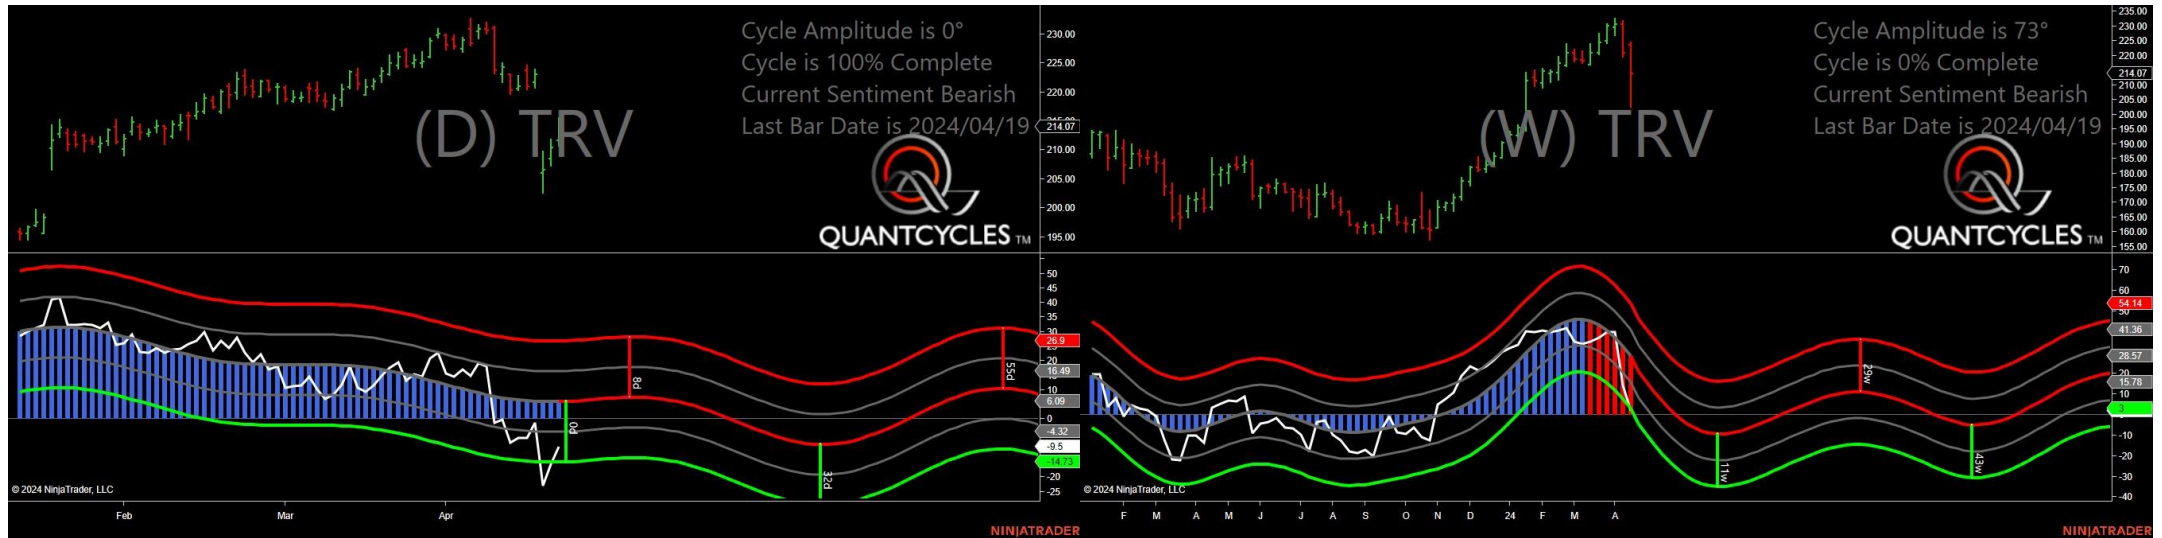 Cycle Amplitude is 0°
Cycle is 100% Complete
Current Sentiment Bearish
Last Bar Date is 2024/04/19
(D) TRV
QUANTCYCLES TM
230.00
225.00
220.00
214.07
210.00
205.00
200.00
195.00
50
45
40
35
30
26.9
20
16.49
10
6.09
0
-4.32
-9.5
-14.73
-20
-25
0d
8d
32d
55d
© 2024 NinjaTrader, LLC
Feb Mar Apr
NINJATRADER
Cycle Amplitude is 73°
Cycle is 0% Complete
Current Sentiment Bearish
Last Bar Date is 2024/04/19
(W) TRV
QUANTCYCLES TM
235.00
230.00
225.00
220.00
214.07
210.00
205.00
200.00
195.00
190.00
185.00
180.00
175.00
170.00
165.00
160.00
155.00
70
60
54.14
50
41.36
28.57
20
15.78
10
3
-10
-20
-30
-40
11w
29w
43w
© 2024 NinjaTrader, LLC
F M A M J J A S O N D 24 F M A
NINJATRADER